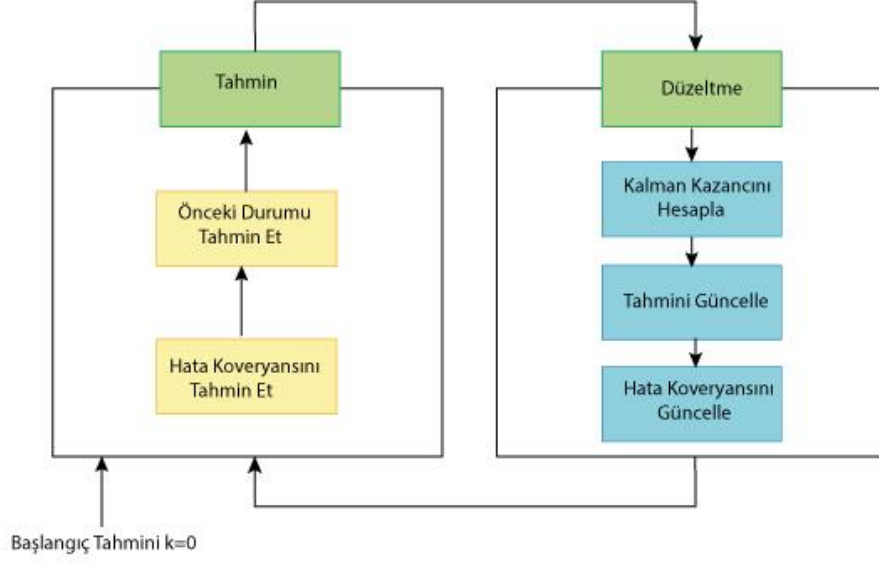 Tahmin
Önceki Durumu
Tahmin Et
Hata Koveryansını
Tahmin Et
Başlangıç Tahmini k=0
Düzeltme
Kalman Kazancını
Hesapla
Tahmini Güncelle
Hata Koveryansını
Güncelle